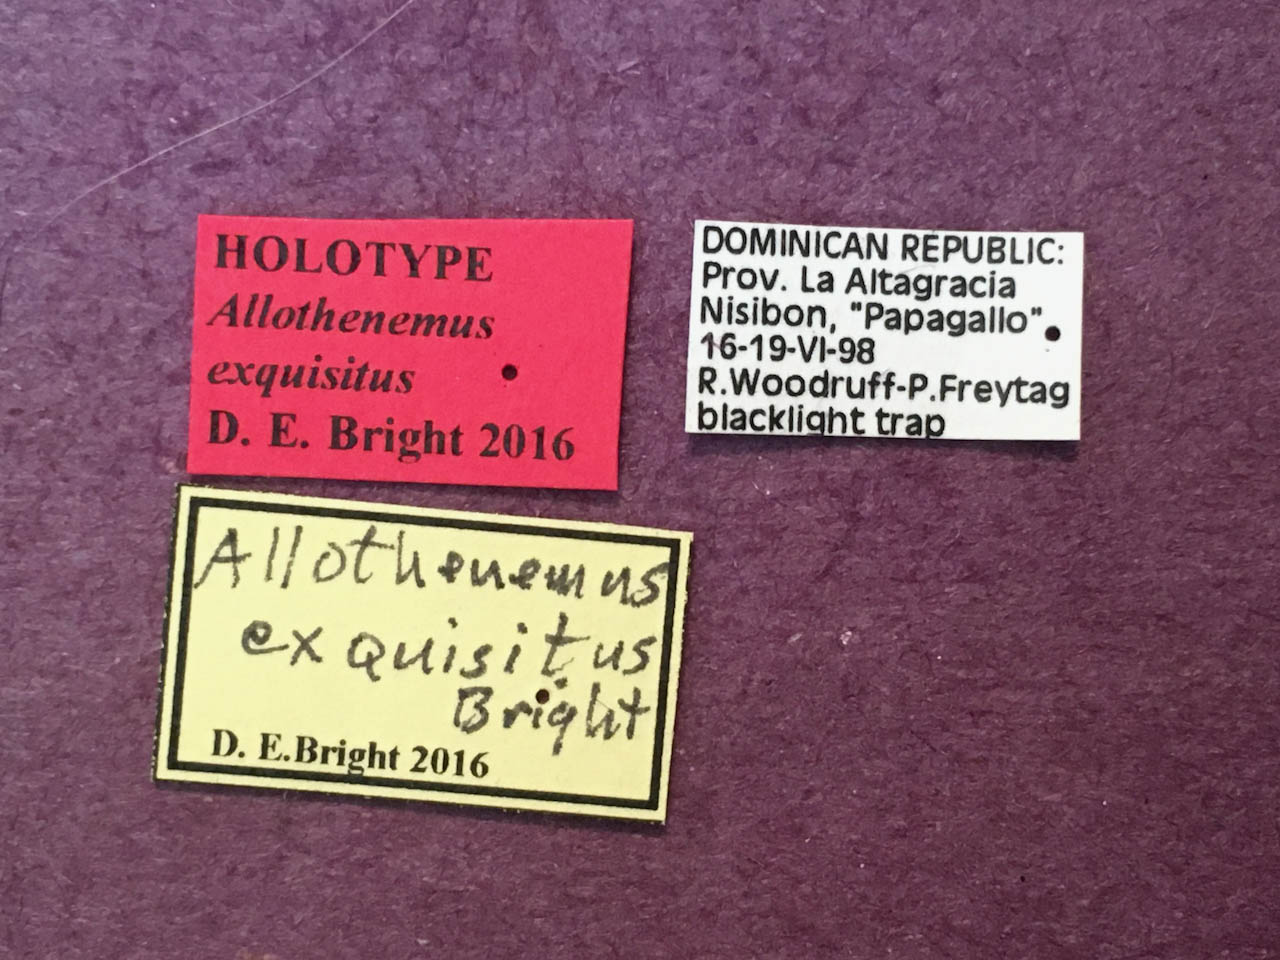 HOLOTYPE
Allothenemus
exquisitus
D. E. Bright 2016
DOMINICAN REPUBLIC:
Prov. La Altagracia
Nisibon, "Papagallo"
16-19-VI-98
R.Woodruff-P.Freytag
blacklight trap
Allothenemus
exquisitus
Bright
D. E.Bright 2016